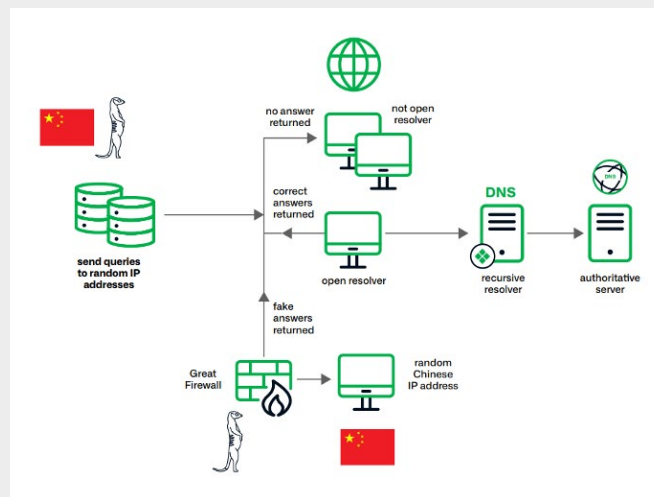 no answer
returned
not open
resolver
correct
answers
returned
send queries
to random IP
addresses
open resolver
DNS
recursive
resolver
DNS
authoritative
server
fake
answers
returned
Great
Firewall
random
Chinese
IP address